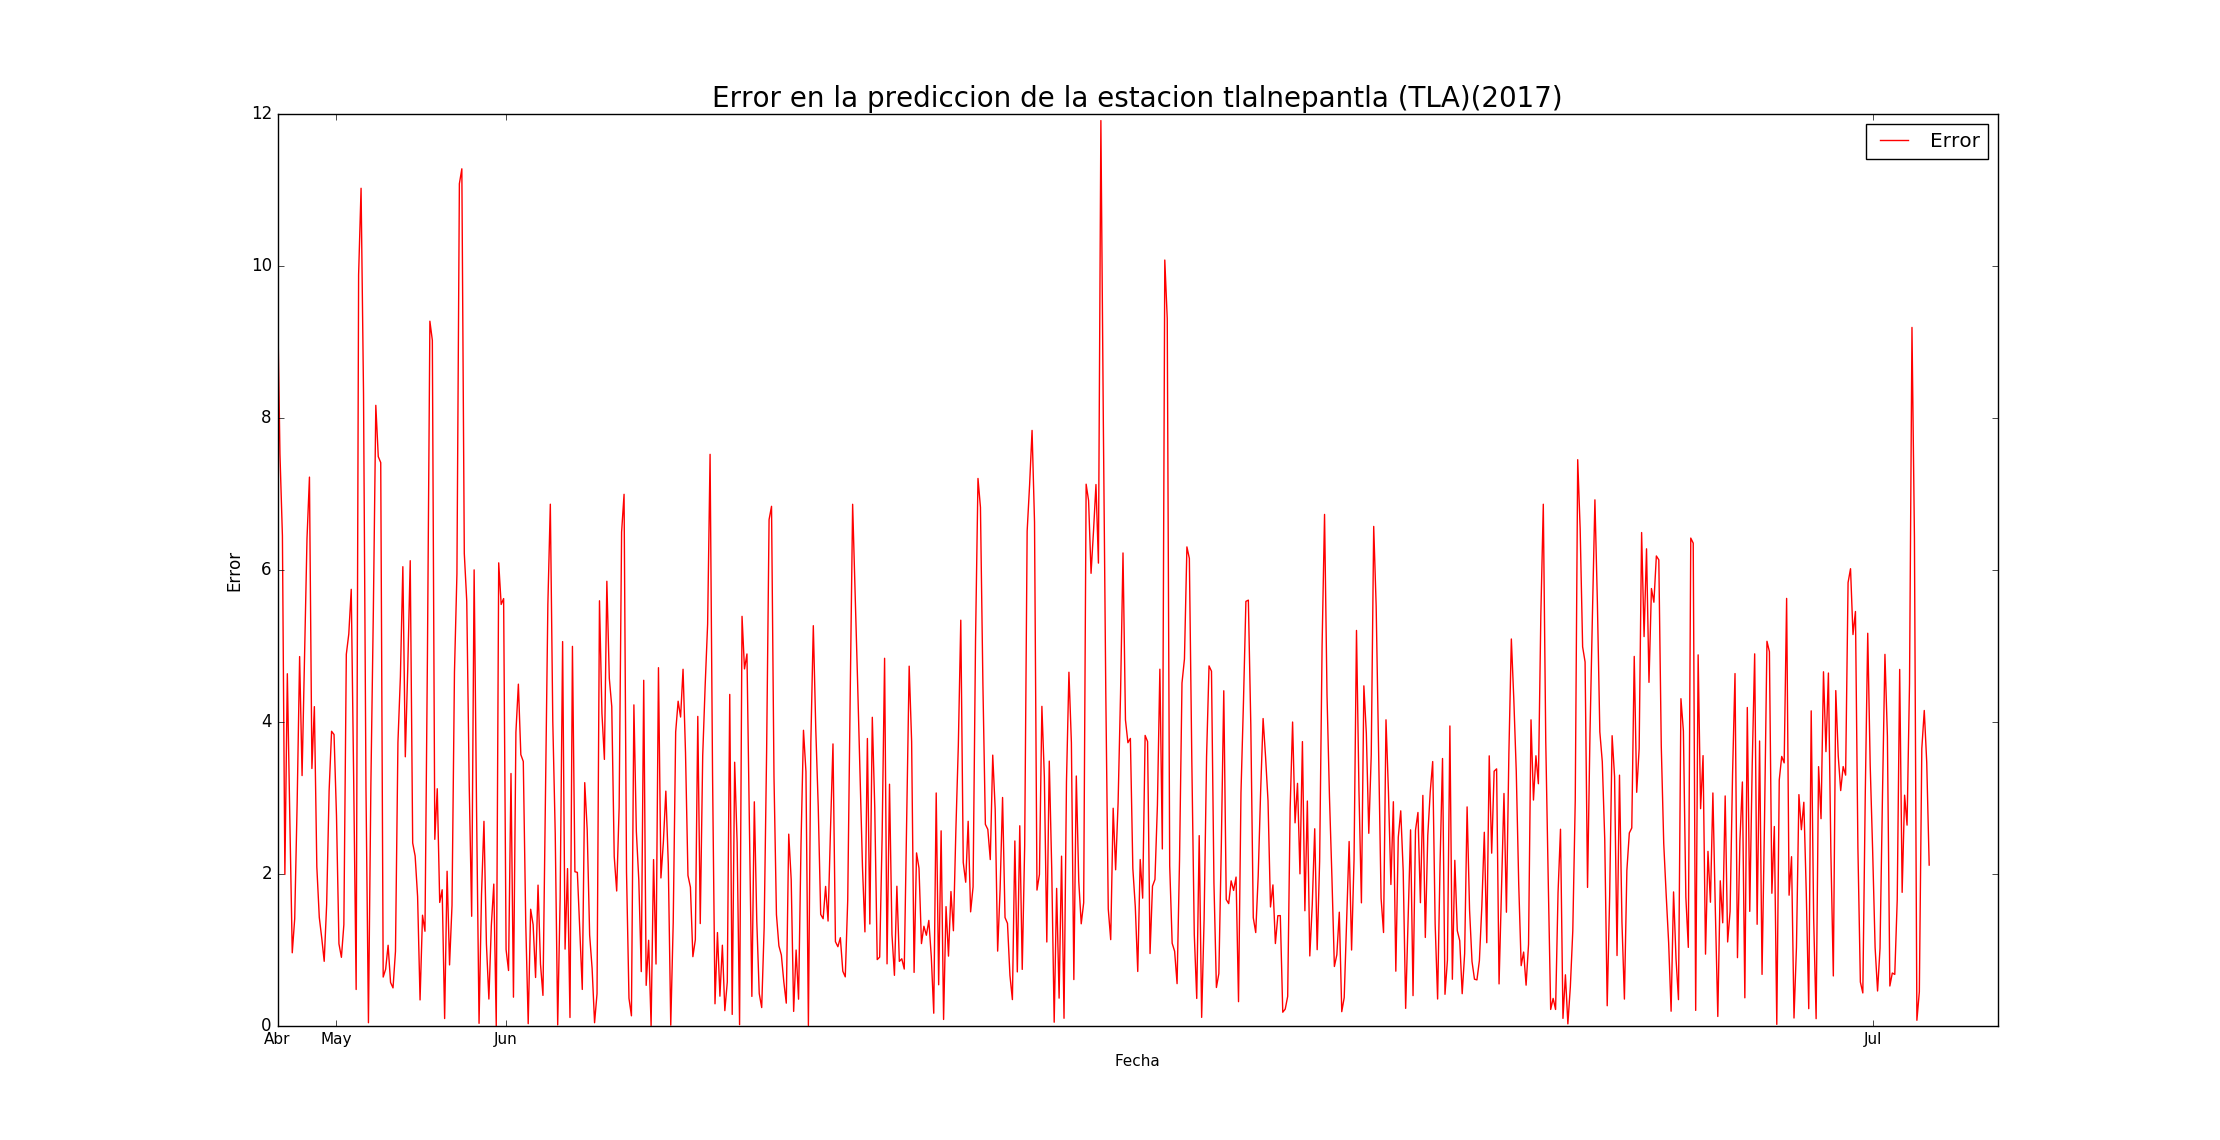 Error en la prediccion de la estacion tlalnepantla (TLA)(2017)
Error
12
10
8
6
4
2
0
Error
Abr May Jun Jul
Fecha